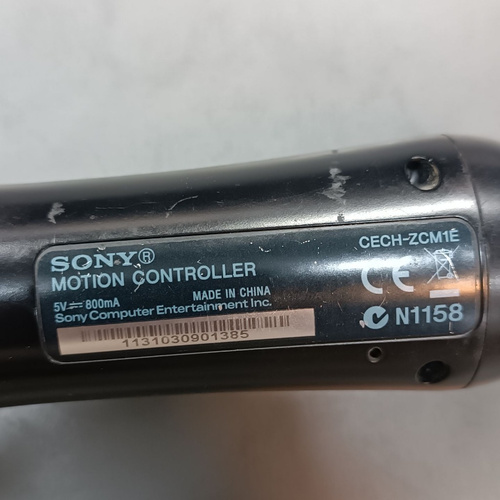 SONY®
CECH-ZCM1E
MOTION CONTROLLER
5V⎓800mA
MADE IN CHINA
Sony Computer Entertainment Inc.
CE
N1158
1131030901385